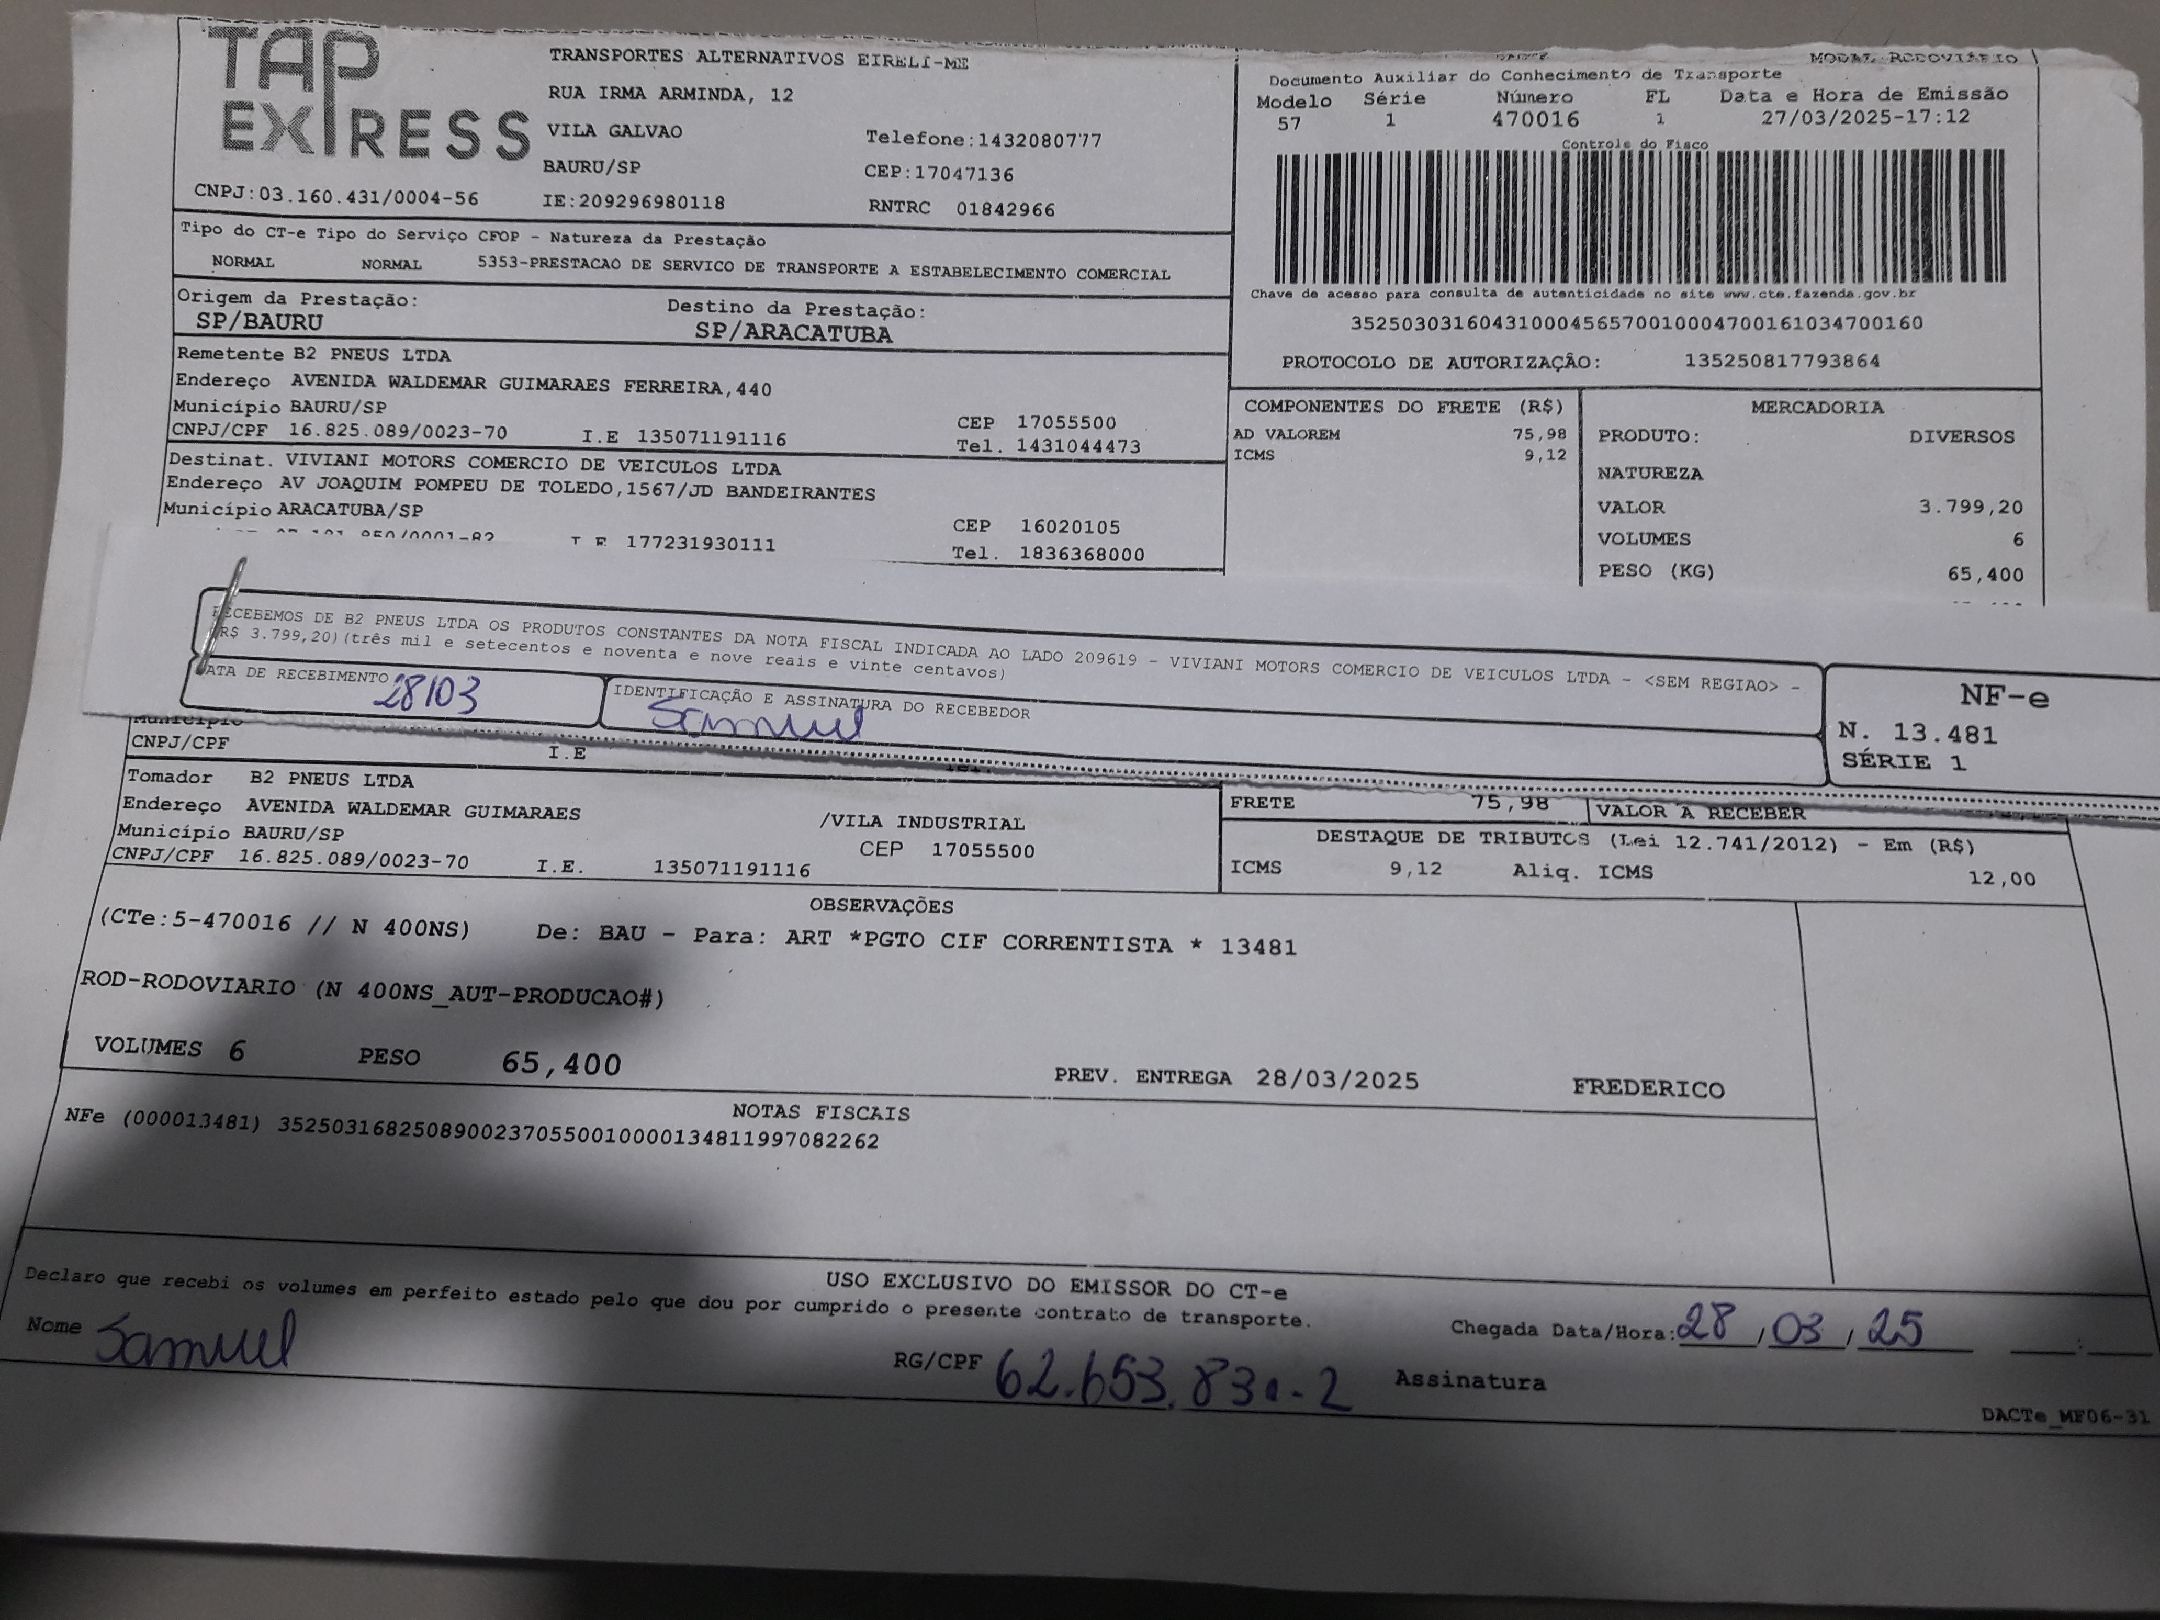 TAP
EXPRESS
TRANSPORTES ALTERNATIVOS EIRELI-ME
RUA IRMA ARMINDA, 12
VILA GALVAO Telefone:1432080777
BAURU/SP CEP:17047136
CNPJ:03.160.431/0004-56 IE:209296980118 RNTRC 01842966
DACTE MODAL RODOVIÁRIO
Documento Auxiliar do Conhecimento de Transporte
Modelo Série Número FL Data e Hora de Emissão
57 1 470016 1 27/03/2025-17:12
Controle do Fisco
Chave de acesso para consulta de autenticidade no site www.cte.fazenda.gov.br
35250303160431000456570010004700161034700160
PROTOCOLO DE AUTORIZAÇÃO: 135250817793864
Tipo do CT-e Tipo do Serviço CFOP - Natureza da Prestação
NORMAL NORMAL 5353-PRESTACAO DE SERVICO DE TRANSPORTE A ESTABELECIMENTO COMERCIAL
Origem da Prestação: Destino da Prestação:
SP/BAURU SP/ARACATUBA
Remetente B2 PNEUS LTDA
Endereço AVENIDA WALDEMAR GUIMARAES FERREIRA,440
Município BAURU/SP CEP 17055500
CNPJ/CPF 16.825.089/0023-70 I.E 135071191116 Tel. 1431044473
Destinat. VIVIANI MOTORS COMERCIO DE VEICULOS LTDA
Endereço AV JOAQUIM POMPEU DE TOLEDO,1567/JD BANDEIRANTES
Município ARACATUBA/SP CEP 16020105
I E 177231930111 Tel. 1836368000
COMPONENTES DO FRETE (R$)
AD VALOREM 75,98
ICMS 9,12
MERCADORIA
PRODUTO: DIVERSOS
NATUREZA
VALOR 3.799,20
VOLUMES 6
PESO (KG) 65,400
RECEBEMOS DE B2 PNEUS LTDA OS PRODUTOS CONSTANTES DA NOTA FISCAL INDICADA AO LADO 209619 - VIVIANI MOTORS COMERCIO DE VEICULOS LTDA - <SEM REGIAO> -
R$ 3.799,20)(três mil e setecentos e noventa e nove reais e vinte centavos)
DATA DE RECEBIMENTO IDENTIFICAÇÃO E ASSINATURA DO RECEBEDOR
28/03 Samuel
NF-e
N. 13.481
SÉRIE 1
Município
CNPJ/CPF I.E
Tomador B2 PNEUS LTDA
Endereço AVENIDA WALDEMAR GUIMARAES /VILA INDUSTRIAL
Município BAURU/SP CEP 17055500
CNPJ/CPF 16.825.089/0023-70 I.E. 135071191116
FRETE 75,98 VALOR A RECEBER
DESTAQUE DE TRIBUTOS (Lei 12.741/2012) - Em (R$)
ICMS 9,12 Aliq. ICMS 12,00
OBSERVAÇÕES
(CTe:5-470016 // N 400NS) De: BAU - Para: ART *PGTO CIF CORRENTISTA * 13481
ROD-RODOVIARIO (N 400NS_AUT-PRODUCAO#)
VOLUMES 6 PESO 65,400 PREV. ENTREGA 28/03/2025 FREDERICO
NOTAS FISCAIS
NFe (000013481) 35250316825089002370550010000134811997082262
USO EXCLUSIVO DO EMISSOR DO CT-e
Declaro que recebi os volumes em perfeito estado pelo que dou por cumprido o presente contrato de transporte.
Nome Samuel RG/CPF Chegada Data/Hora: 28/03/25 :
Assinatura
DACTe_MF06-31